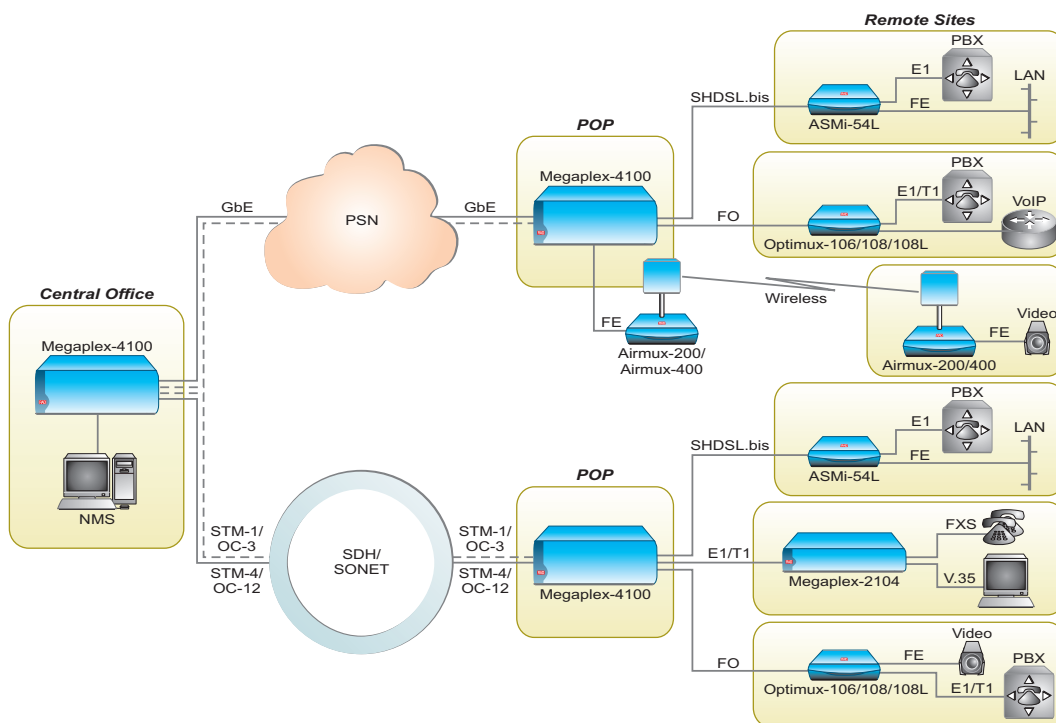 Remote Sites
PBX
E1
LAN
SHDSL.bis
FE
ASMi-54L
POP
Megaplex-4100
PBX
E1/T1
VoIP
GbE
PSN
GbE
FO
Optimux-106/108/108L
Wireless
Central Office
FE
Video
FE
Megaplex-4100
Airmux-200/
Airmux-400
Airmux-200/400
PBX
E1
LAN
SHDSL.bis
FE
ASMi-54L
POP
NMS
STM-1/
OC-3
STM-4/
OC-12
SDH/
SONET
STM-1/
OC-3
STM-4/
OC-12
Megaplex-4100
E1/T1
FXS
Megaplex-2104
V.35
Video
FE
PBX
FO
Optimux-106/108/108L
E1/T1